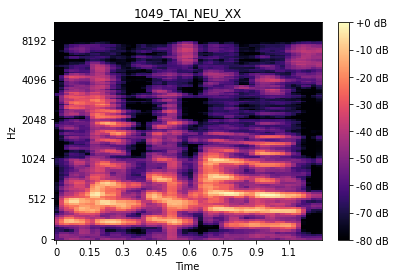 1049_TAI_NEU_XX
+0 dB
8192
-10 dB
4096
-20 dB
-30 dB
2048
Hz
-40 dB
1024
-50 dB
-60 dB
512
-70 dB
0
-80 dB
0 0.15 0.3 0.45 0.6 0.75 0.9 1.1
Time